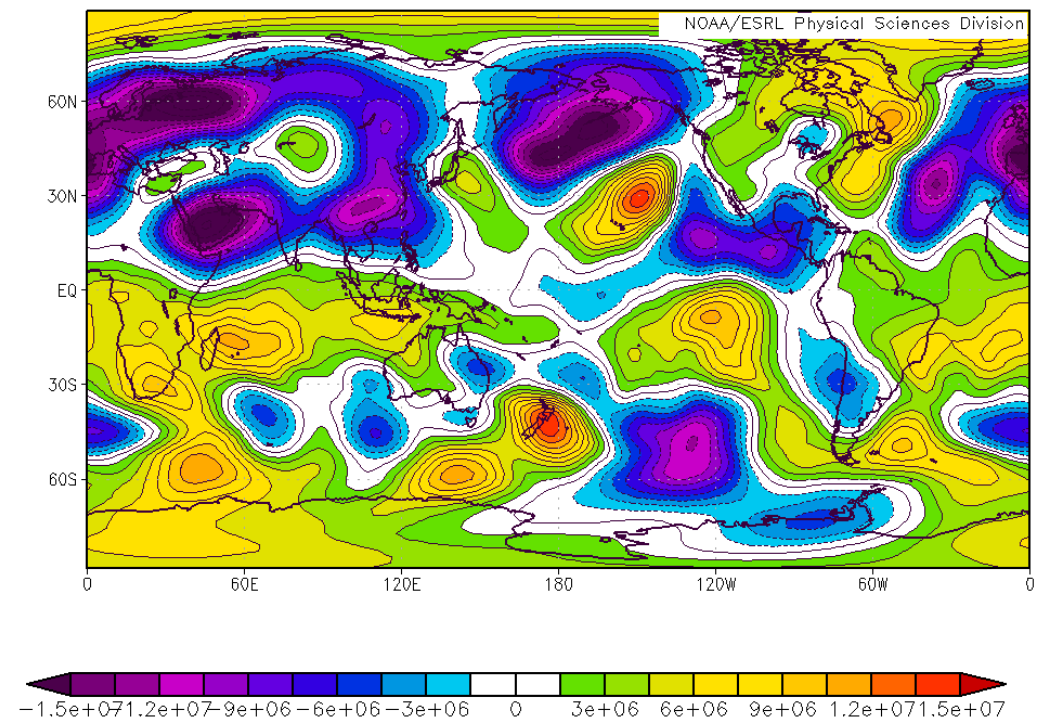 NOAA/ESRL Physical Sciences Division
60N
30N
EQ
30S
60S
0 60E 120E 180 120W 60W 0
−1.5e+07 −1.2e+07 −9e+06 −6e+06 −3e+06 0 3e+06 6e+06 9e+06 1.2e+07 1.5e+07